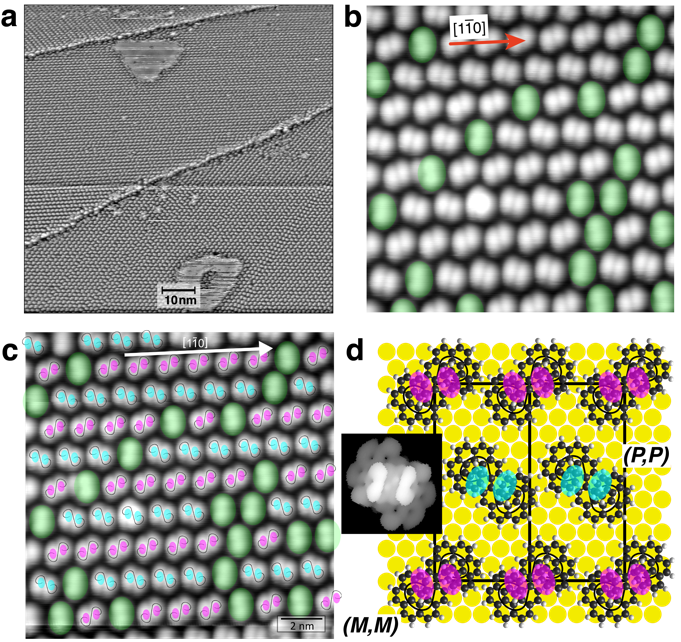 a
10nm
b
[11̄0]
c
[11̄0]
2 nm
d
(P,P)
(M,M)